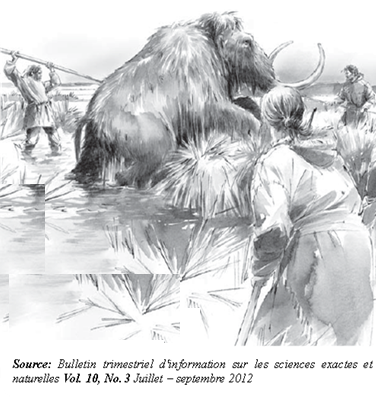 Source: Bulletin trimestriel d'information sur les sciences exactes et
naturelles Vol. 10, No. 3 Juillet – septembre 2012